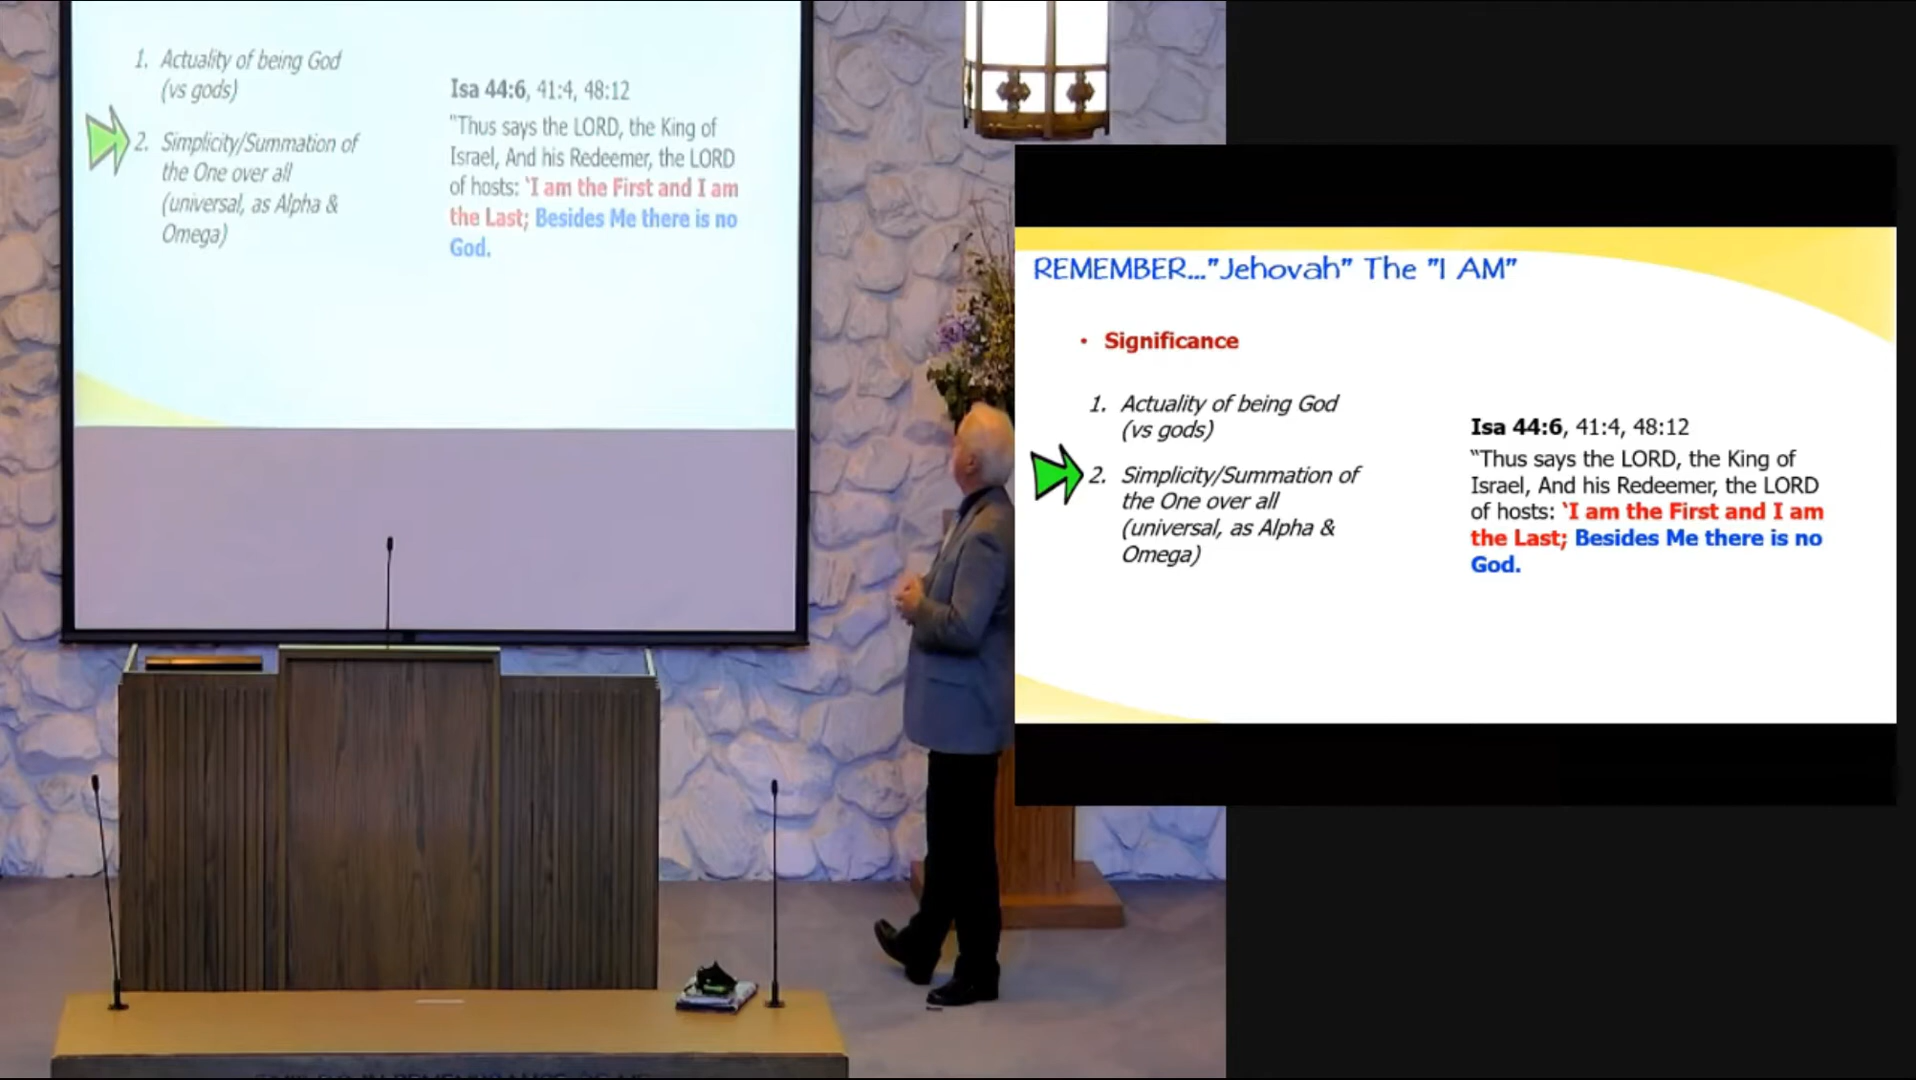 1. Actuality of being God
(vs gods)
2. Simplicity/Summation of
the One over all
(universal, as Alpha &
Omega)
Isa 44:6, 41:4, 48:12
"Thus says the LORD, the King of
Israel, And his Redeemer, the LORD
of hosts: 'I am the First and I am
the Last; Besides Me there is no
God.
REMEMBER..."Jehovah" The "I AM"
• Significance
1. Actuality of being God
(vs gods)
2. Simplicity/Summation of
the One over all
(universal, as Alpha &
Omega)
Isa 44:6, 41:4, 48:12
"Thus says the LORD, the King of
Israel, And his Redeemer, the LORD
of hosts: 'I am the First and I am
the Last; Besides Me there is no
God.